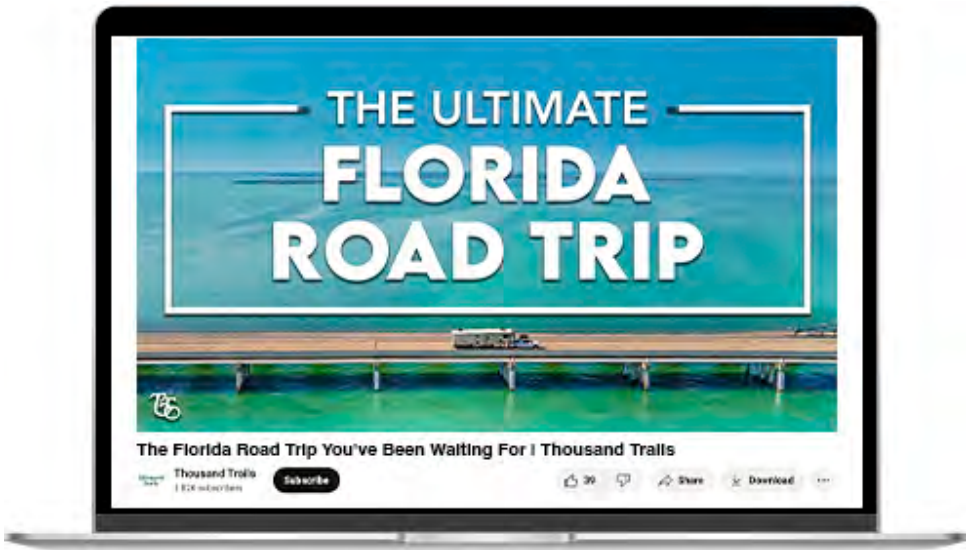 THE ULTIMATE
FLORIDA
ROAD TRIP
The Florida Road Trip You've Been Waiting For | Thousand Trails
Thousand Trails
subscribers
Subscribe
39
Share
Download